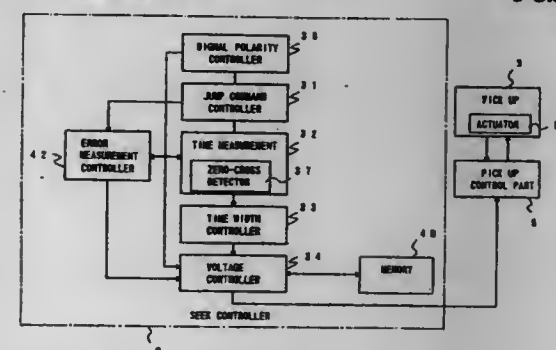 SIGNAL POLARITY CONTROLLER
JUMP COMMAND CONTROLLER
3 1
TIME MEASUREMENT
3 2
ZERO-CROSS DETECTOR
3 7
ERROR MEASUREMENT CONTROLLER
4 2
TIME WIDTH CONTROLLER
3 3
VOLTAGE CONTROLLER
3 4
MEMORY
4 0
SEEK CONTROLLER
PICK UP
3
ACTUATOR
PICK UP CONTROL PART